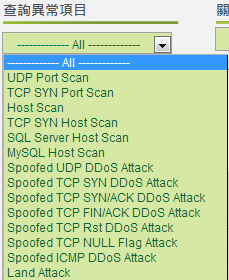 查詢異常項目
關
------------- All -------------
------------- All -------------
UDP Port Scan
TCP SYN Port Scan
Host Scan
TCP SYN Host Scan
SQL Server Host Scan
MySQL Host Scan
Spoofed UDP DDoS Attack
Spoofed TCP SYN DDoS Attack
Spoofed TCP SYN/ACK DDoS Attack
Spoofed TCP FIN/ACK DDoS Attack
Spoofed TCP Rst DDoS Attack
Spoofed TCP NULL Flag Attack
Spoofed ICMP DDoS Attack
Land Attack